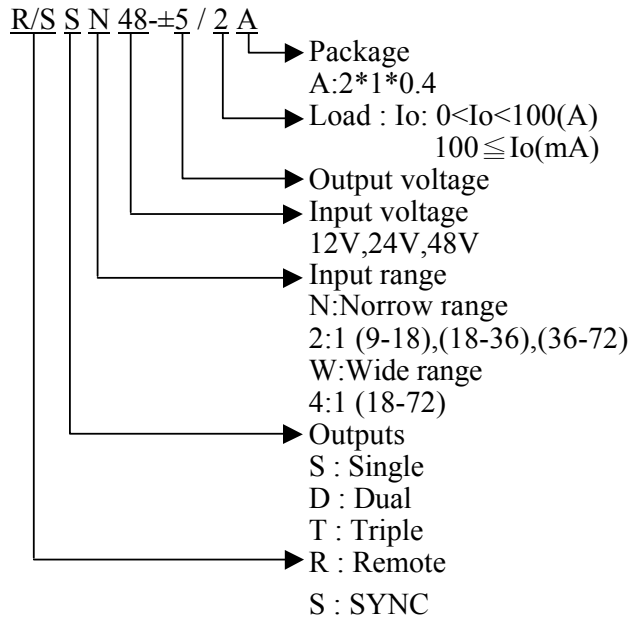 R/S S N 48-±5 / 2 A
Package
A:2*1*0.4
Load : Io: 0<Io<100(A)
100≦Io(mA)
Output voltage
Input voltage
12V,24V,48V
Input range
N:Norrow range
2:1 (9-18),(18-36),(36-72)
W:Wide range
4:1 (18-72)
Outputs
S : Single
D : Dual
T : Triple
R : Remote
S : SYNC